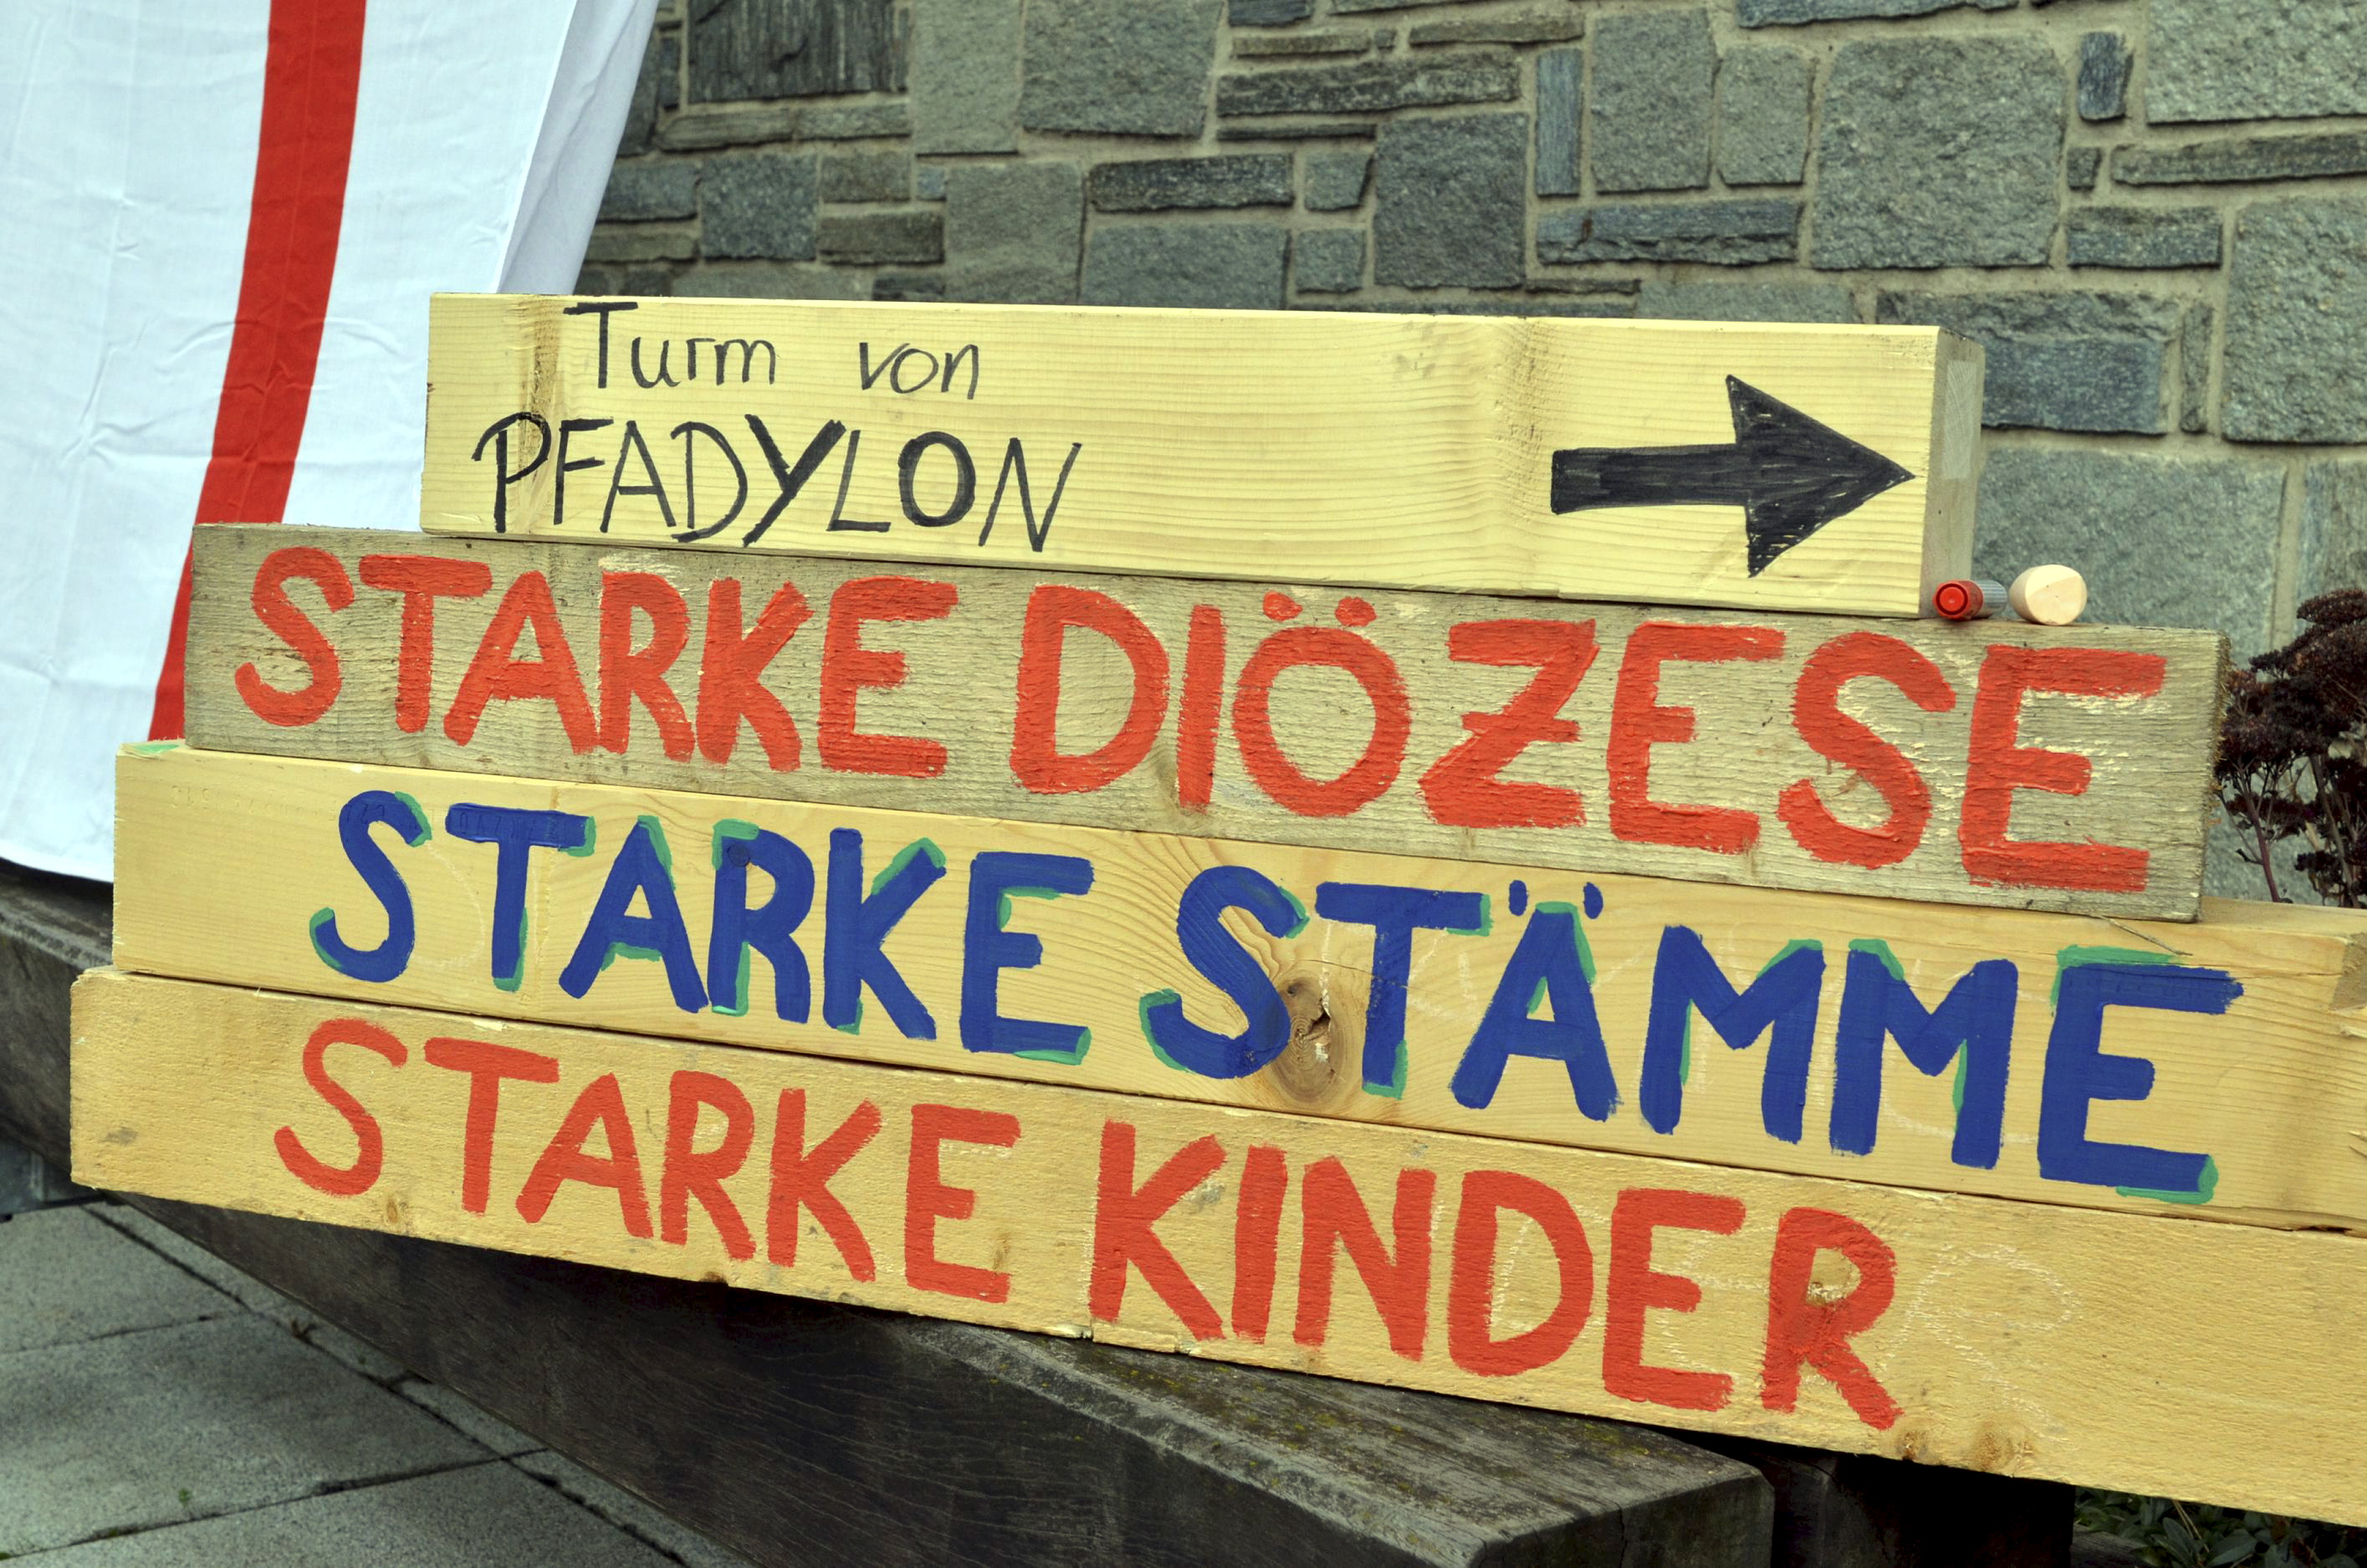 Turm von
PFADYLON
STARKE DIÖZESE
STARKE STÄMME
STARKE KINDER